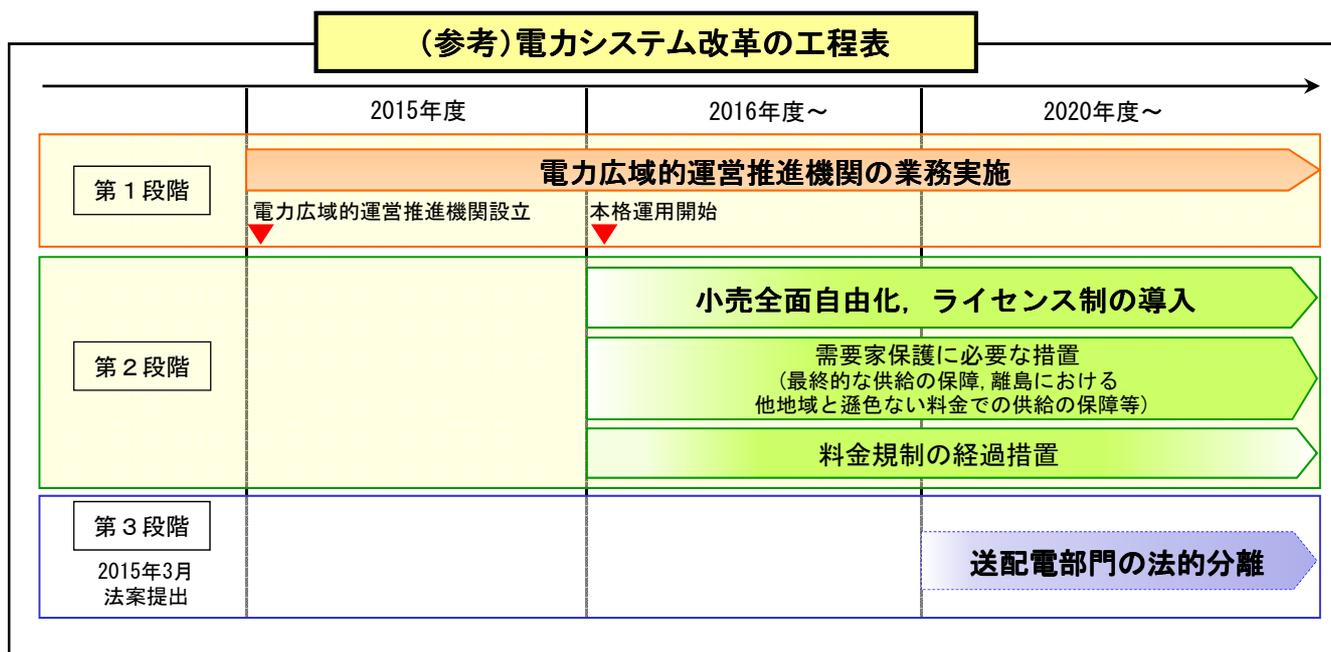 (参考)電力システム改革の工程表
2015年度
2016年度～
2020年度～
第１段階
電力広域的運営推進機関の業務実施
電力広域的運営推進機関設立
本格運用開始
第２段階
小売全面自由化，ライセンス制の導入
需要家保護に必要な措置
(最終的な供給の保障，離島における
他地域と遜色ない料金での供給の保障等)
料金規制の経過措置
第３段階
2015年3月
法案提出
送配電部門の法的分離